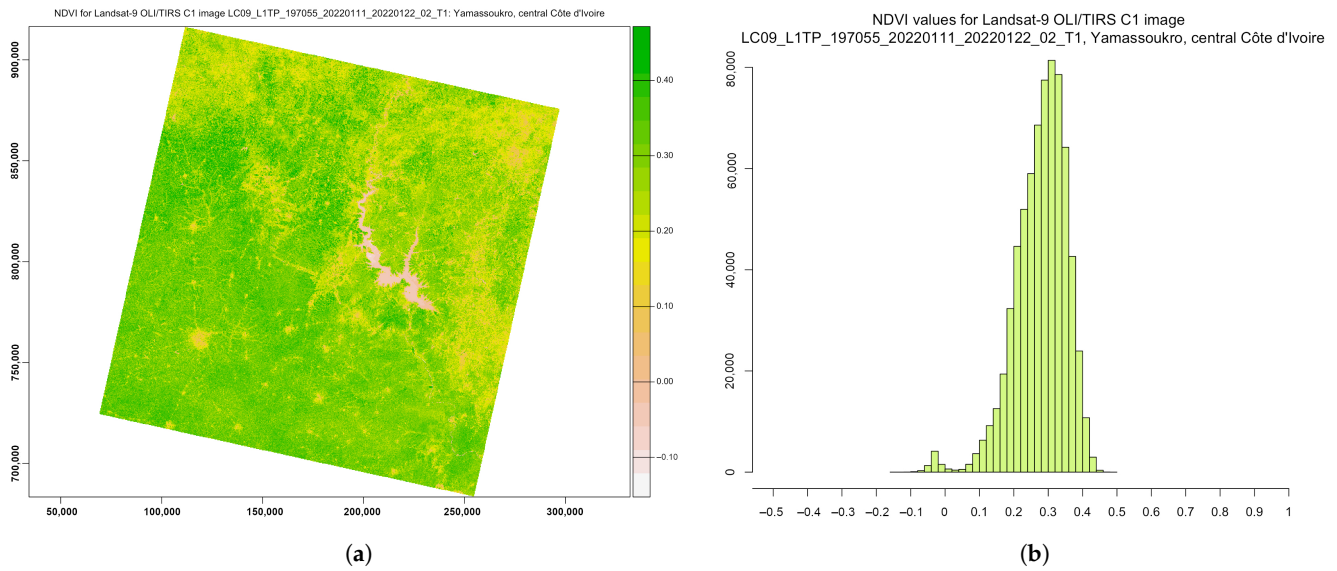 NDVI for Landsat-9 OLI/TIRS C1 image LC09_L1TP_197055_20220111_20220122_02_T1: Yamassoukro, central Côte d'Ivoire
900,000
850,000
800,000
750,000
700,000
50,000 100,000 150,000 200,000 250,000 300,000
0.40
0.30
0.20
0.10
0.00
−0.10
(a)
NDVI values for Landsat-9 OLI/TIRS C1 image
LC09_L1TP_197055_20220111_20220122_02_T1, Yamassoukro, central Côte d'Ivoire
80,000
60,000
40,000
20,000
0
−0.5 −0.4 −0.3 −0.2 −0.1 0 0.1 0.2 0.3 0.4 0.5 0.6 0.7 0.8 0.9 1
(b)